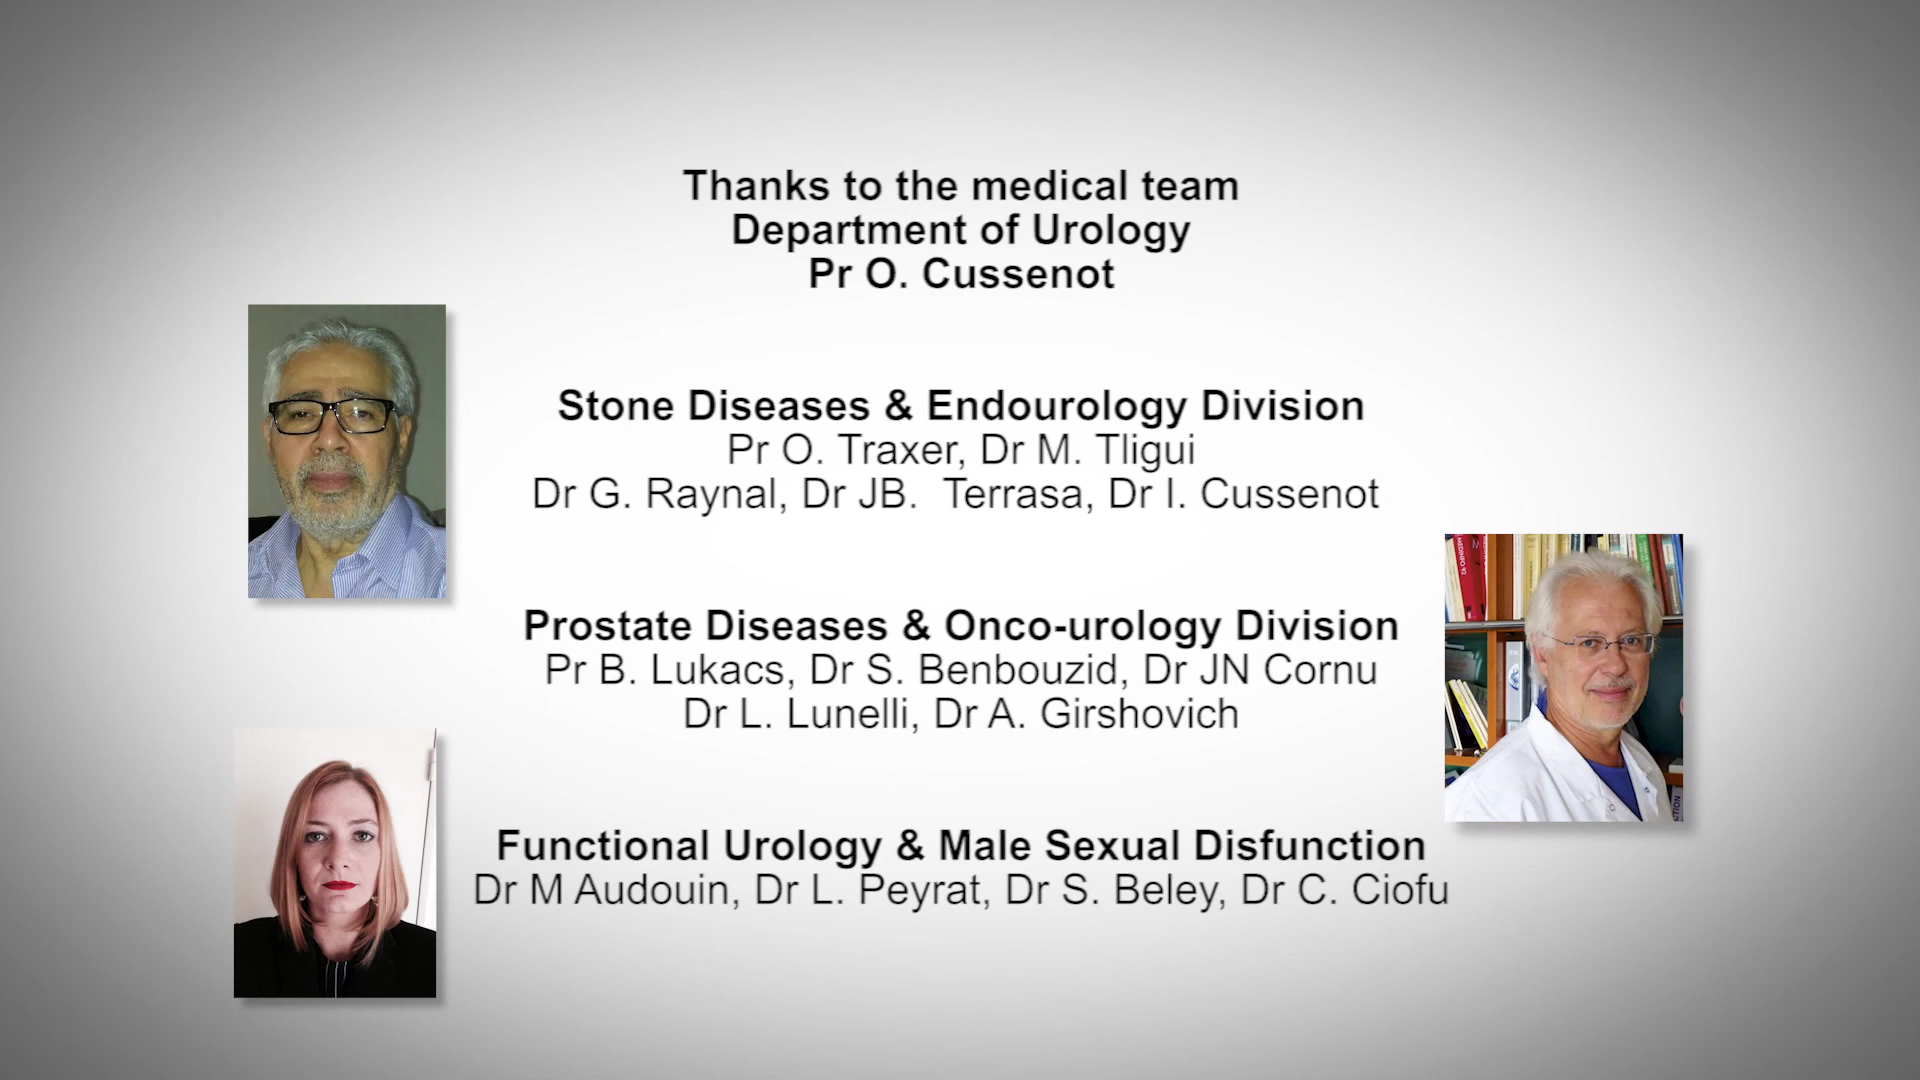 Thanks to the medical team
Department of Urology
Pr O. Cussenot
Stone Diseases & Endourology Division
Pr O. Traxer, Dr M. Tligui
Dr G. Raynal, Dr JB.  Terrasa, Dr I. Cussenot
Prostate Diseases & Onco-urology Division
Pr B. Lukacs, Dr S. Benbouzid, Dr JN Cornu
Dr L. Lunelli, Dr A. Girshovich
Functional Urology & Male Sexual Disfunction
Dr M Audouin, Dr L. Peyrat, Dr S. Beley, Dr C. Ciofu